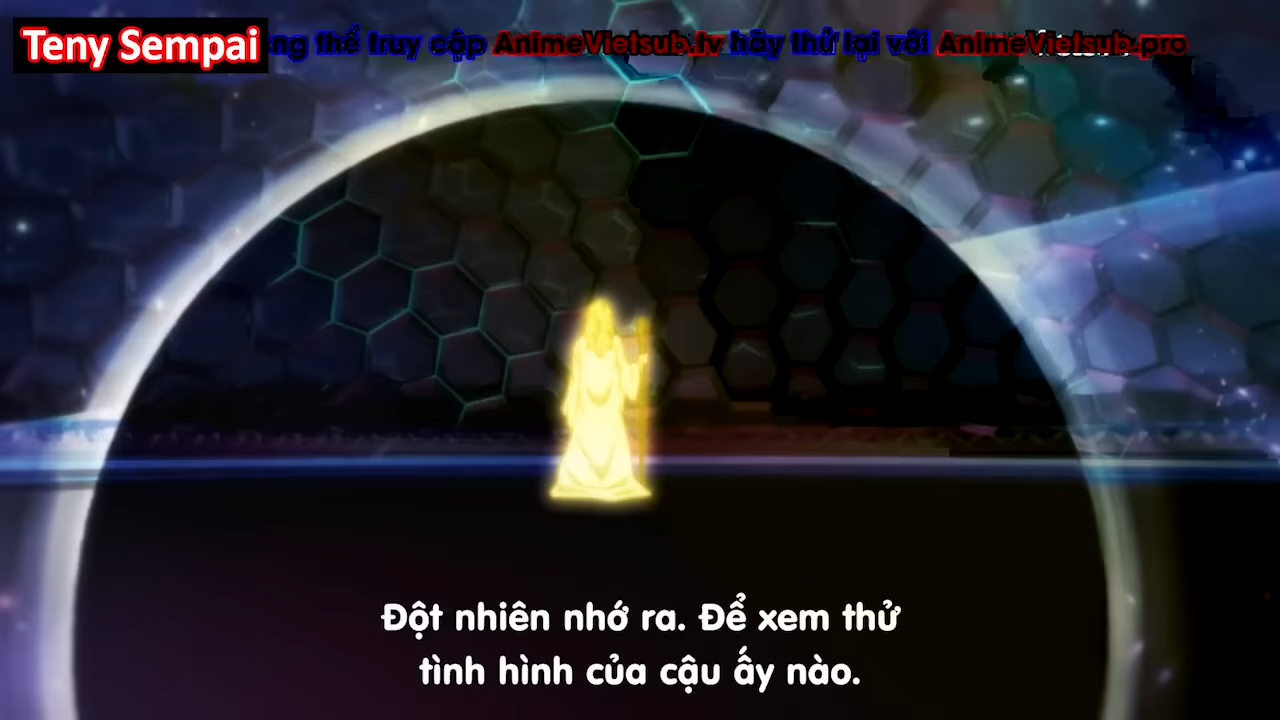 Teny Sempai
ng thể truy cập AnimeVietsub.tv hãy thử lại với AnimeVietsub.pro
Đột nhiên nhớ ra. Để xem thử
tình hình của cậu ấy nào.